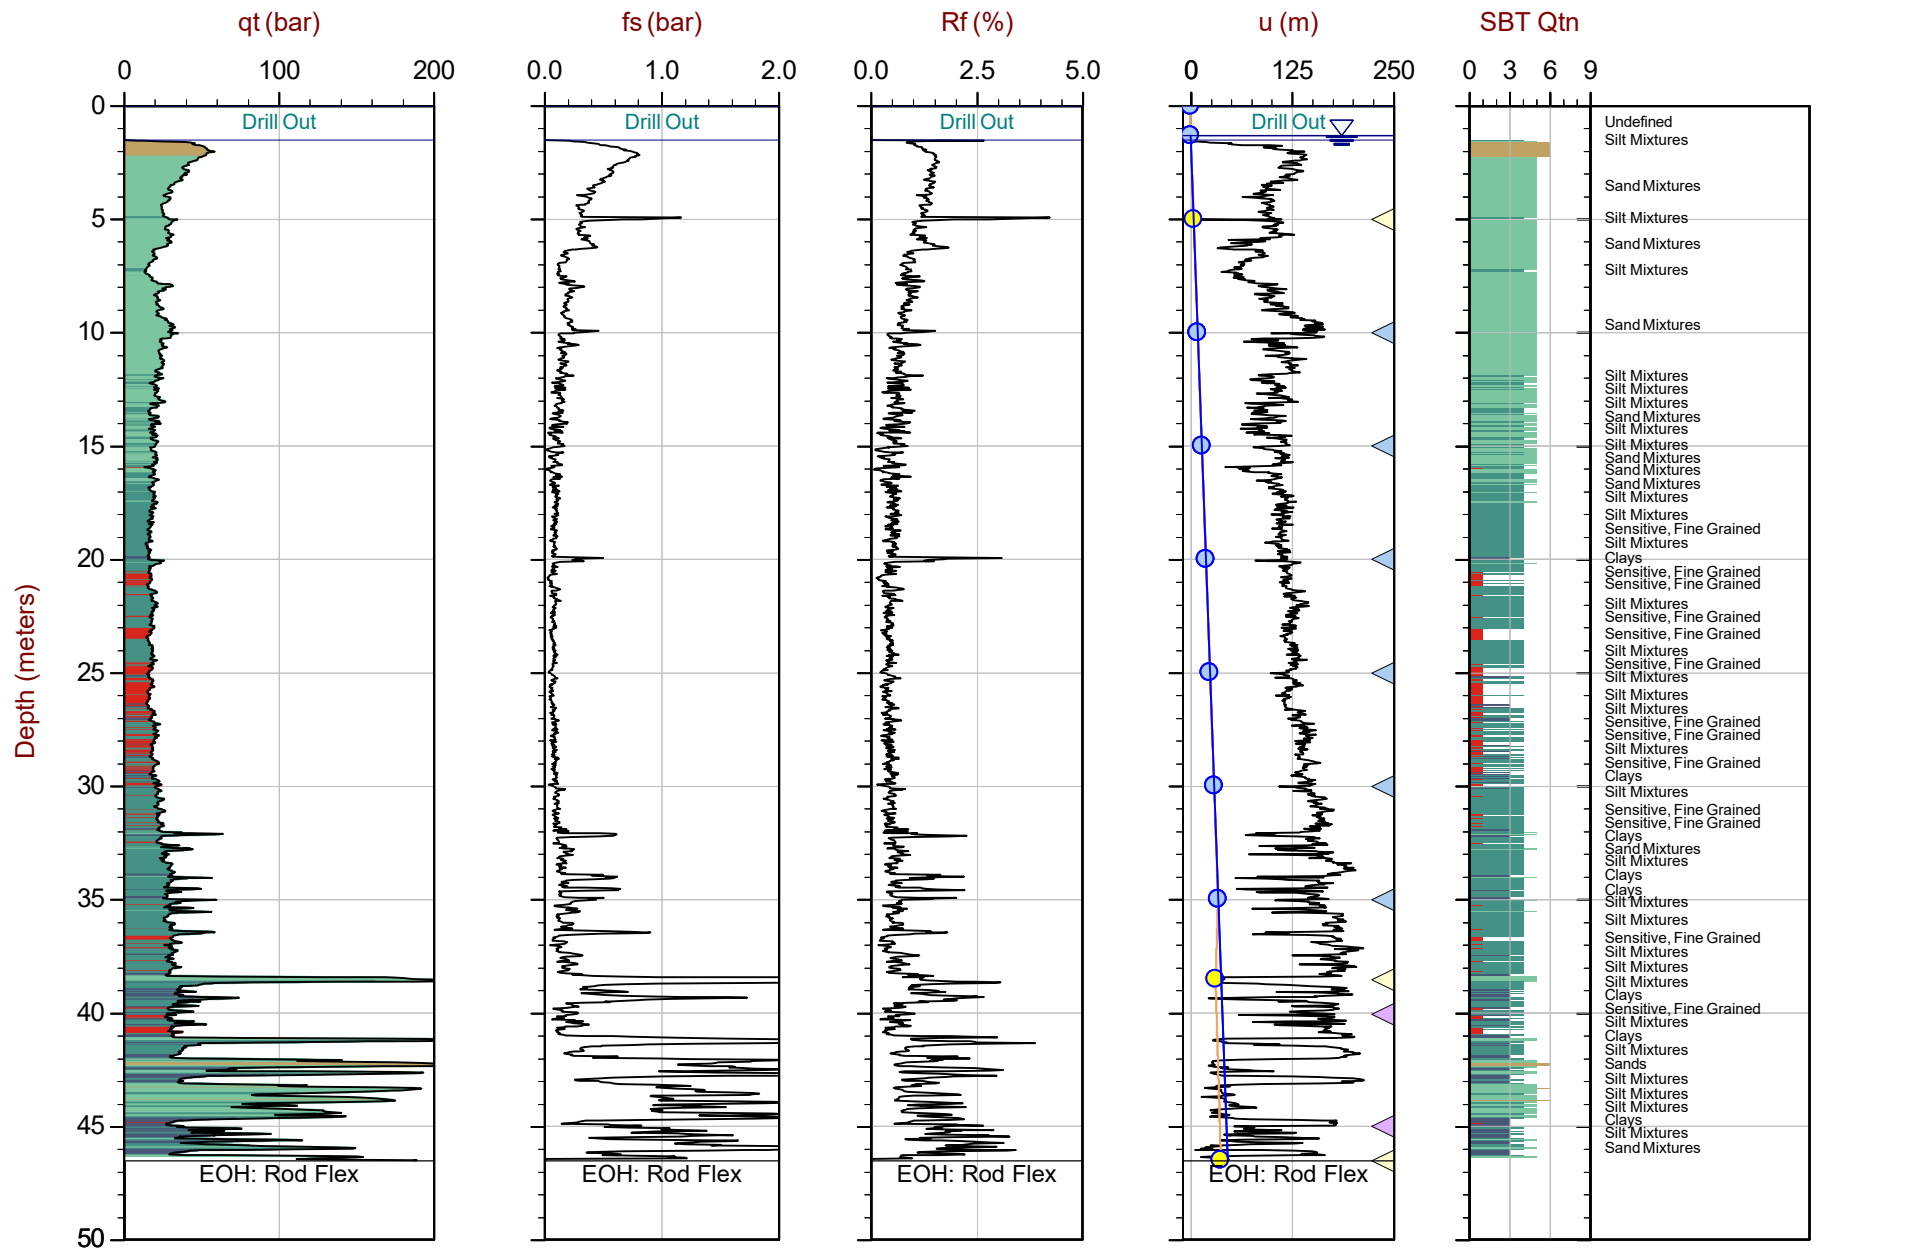 qt (bar) fs (bar) Rf (%) u (m) SBT Qtn
0 100 200 0.0 1.0 2.0 0.0 2.5 5.0 0 125 250 0 3 6 9
0
Drill Out Drill Out Drill Out Drill Out Undefined
Silt Mixtures
Sand Mixtures
5 Silt Mixtures
Sand Mixtures
Silt Mixtures
Sand Mixtures
10
Silt Mixtures
Silt Mixtures
Silt Mixtures
Sand Mixtures
Silt Mixtures
15 Silt Mixtures
Sand Mixtures
Sand Mixtures
Sand Mixtures
Silt Mixtures
Silt Mixtures
Sensitive, Fine Grained
Silt Mixtures
20 Clays
Sensitive, Fine Grained
Sensitive, Fine Grained
Silt Mixtures
Sensitive, Fine Grained
Sensitive, Fine Grained
Silt Mixtures
Sensitive, Fine Grained
25 Silt Mixtures
Depth (meters)
Silt Mixtures
Silt Mixtures
Sensitive, Fine Grained
Sensitive, Fine Grained
Silt Mixtures
Sensitive, Fine Grained
Clays
30 Silt Mixtures
Sensitive, Fine Grained
Sensitive, Fine Grained
Clays
Sand Mixtures
Silt Mixtures
Clays
Clays
35 Silt Mixtures
Silt Mixtures
Sensitive, Fine Grained
Silt Mixtures
Silt Mixtures
Silt Mixtures
Clays
Sensitive, Fine Grained
40 Silt Mixtures
Clays
Silt Mixtures
Sands
Silt Mixtures
Silt Mixtures
Silt Mixtures
Clays
45 Silt Mixtures
Sand Mixtures
EOH: Rod Flex EOH: Rod Flex EOH: Rod Flex EOH: Rod Flex
50